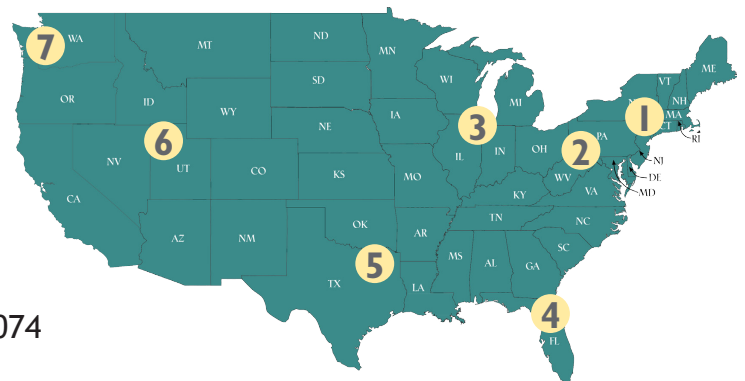 7 WA MT ND MN WI MI VT ME
OR ID WY SD IA NH
1 MA
CT RI
6 NV UT CO NE 3 IL IN OH 2 PA NJ
CA KS MO WV DE
KY VA MD
AZ NM OK AR TN NC
5 TX LA MS AL GA SC
4
074 FL